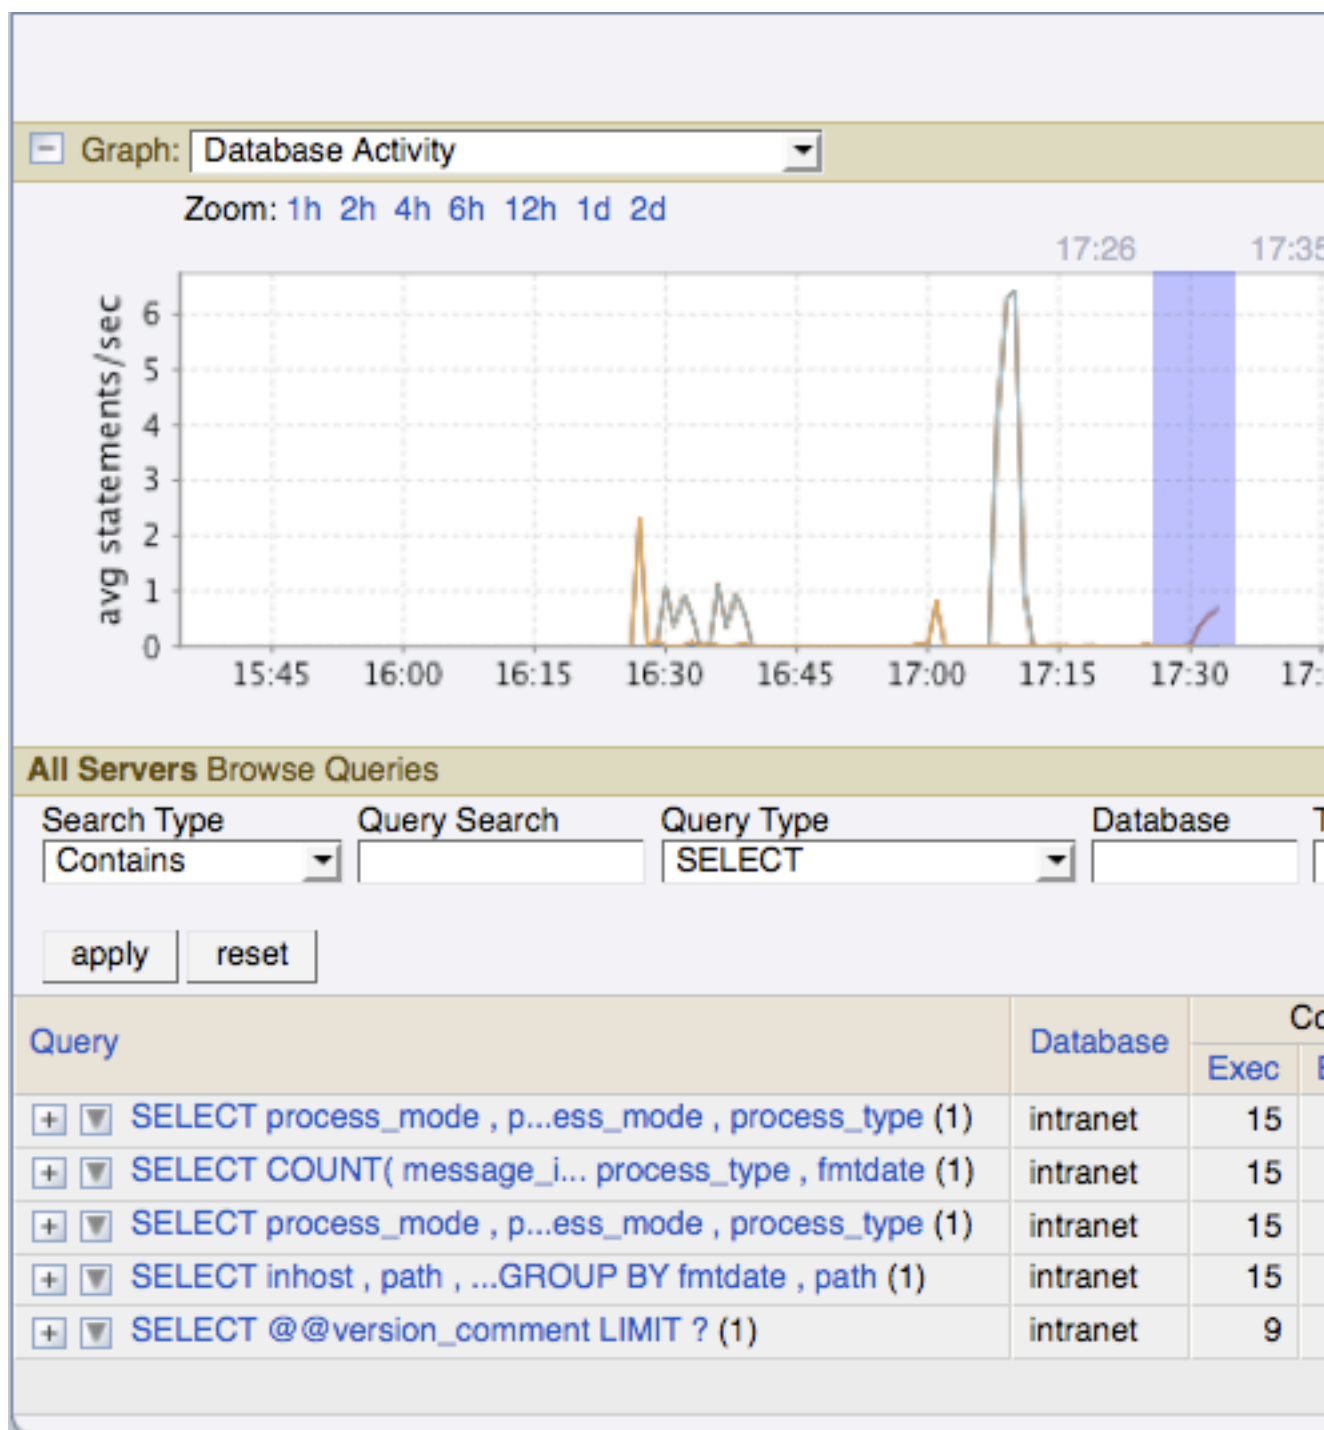 Graph: Database Activity
Zoom: 1h 2h 4h 6h 12h 1d 2d
17:26 17:35
avg statements/sec
6
5
4
3
2
1
0
15:45 16:00 16:15 16:30 16:45 17:00 17:15 17:30 17:
All Servers Browse Queries
Search Type Query Search Query Type Database
Contains SELECT
apply reset
Query Database Co
Exec
SELECT process_mode , p...ess_mode , process_type (1) intranet 15
SELECT COUNT( message_i... process_type , fmtdate (1) intranet 15
SELECT process_mode , p...ess_mode , process_type (1) intranet 15
SELECT inhost , path , ...GROUP BY fmtdate , path (1) intranet 15
SELECT @@version_comment LIMIT ? (1) intranet 9